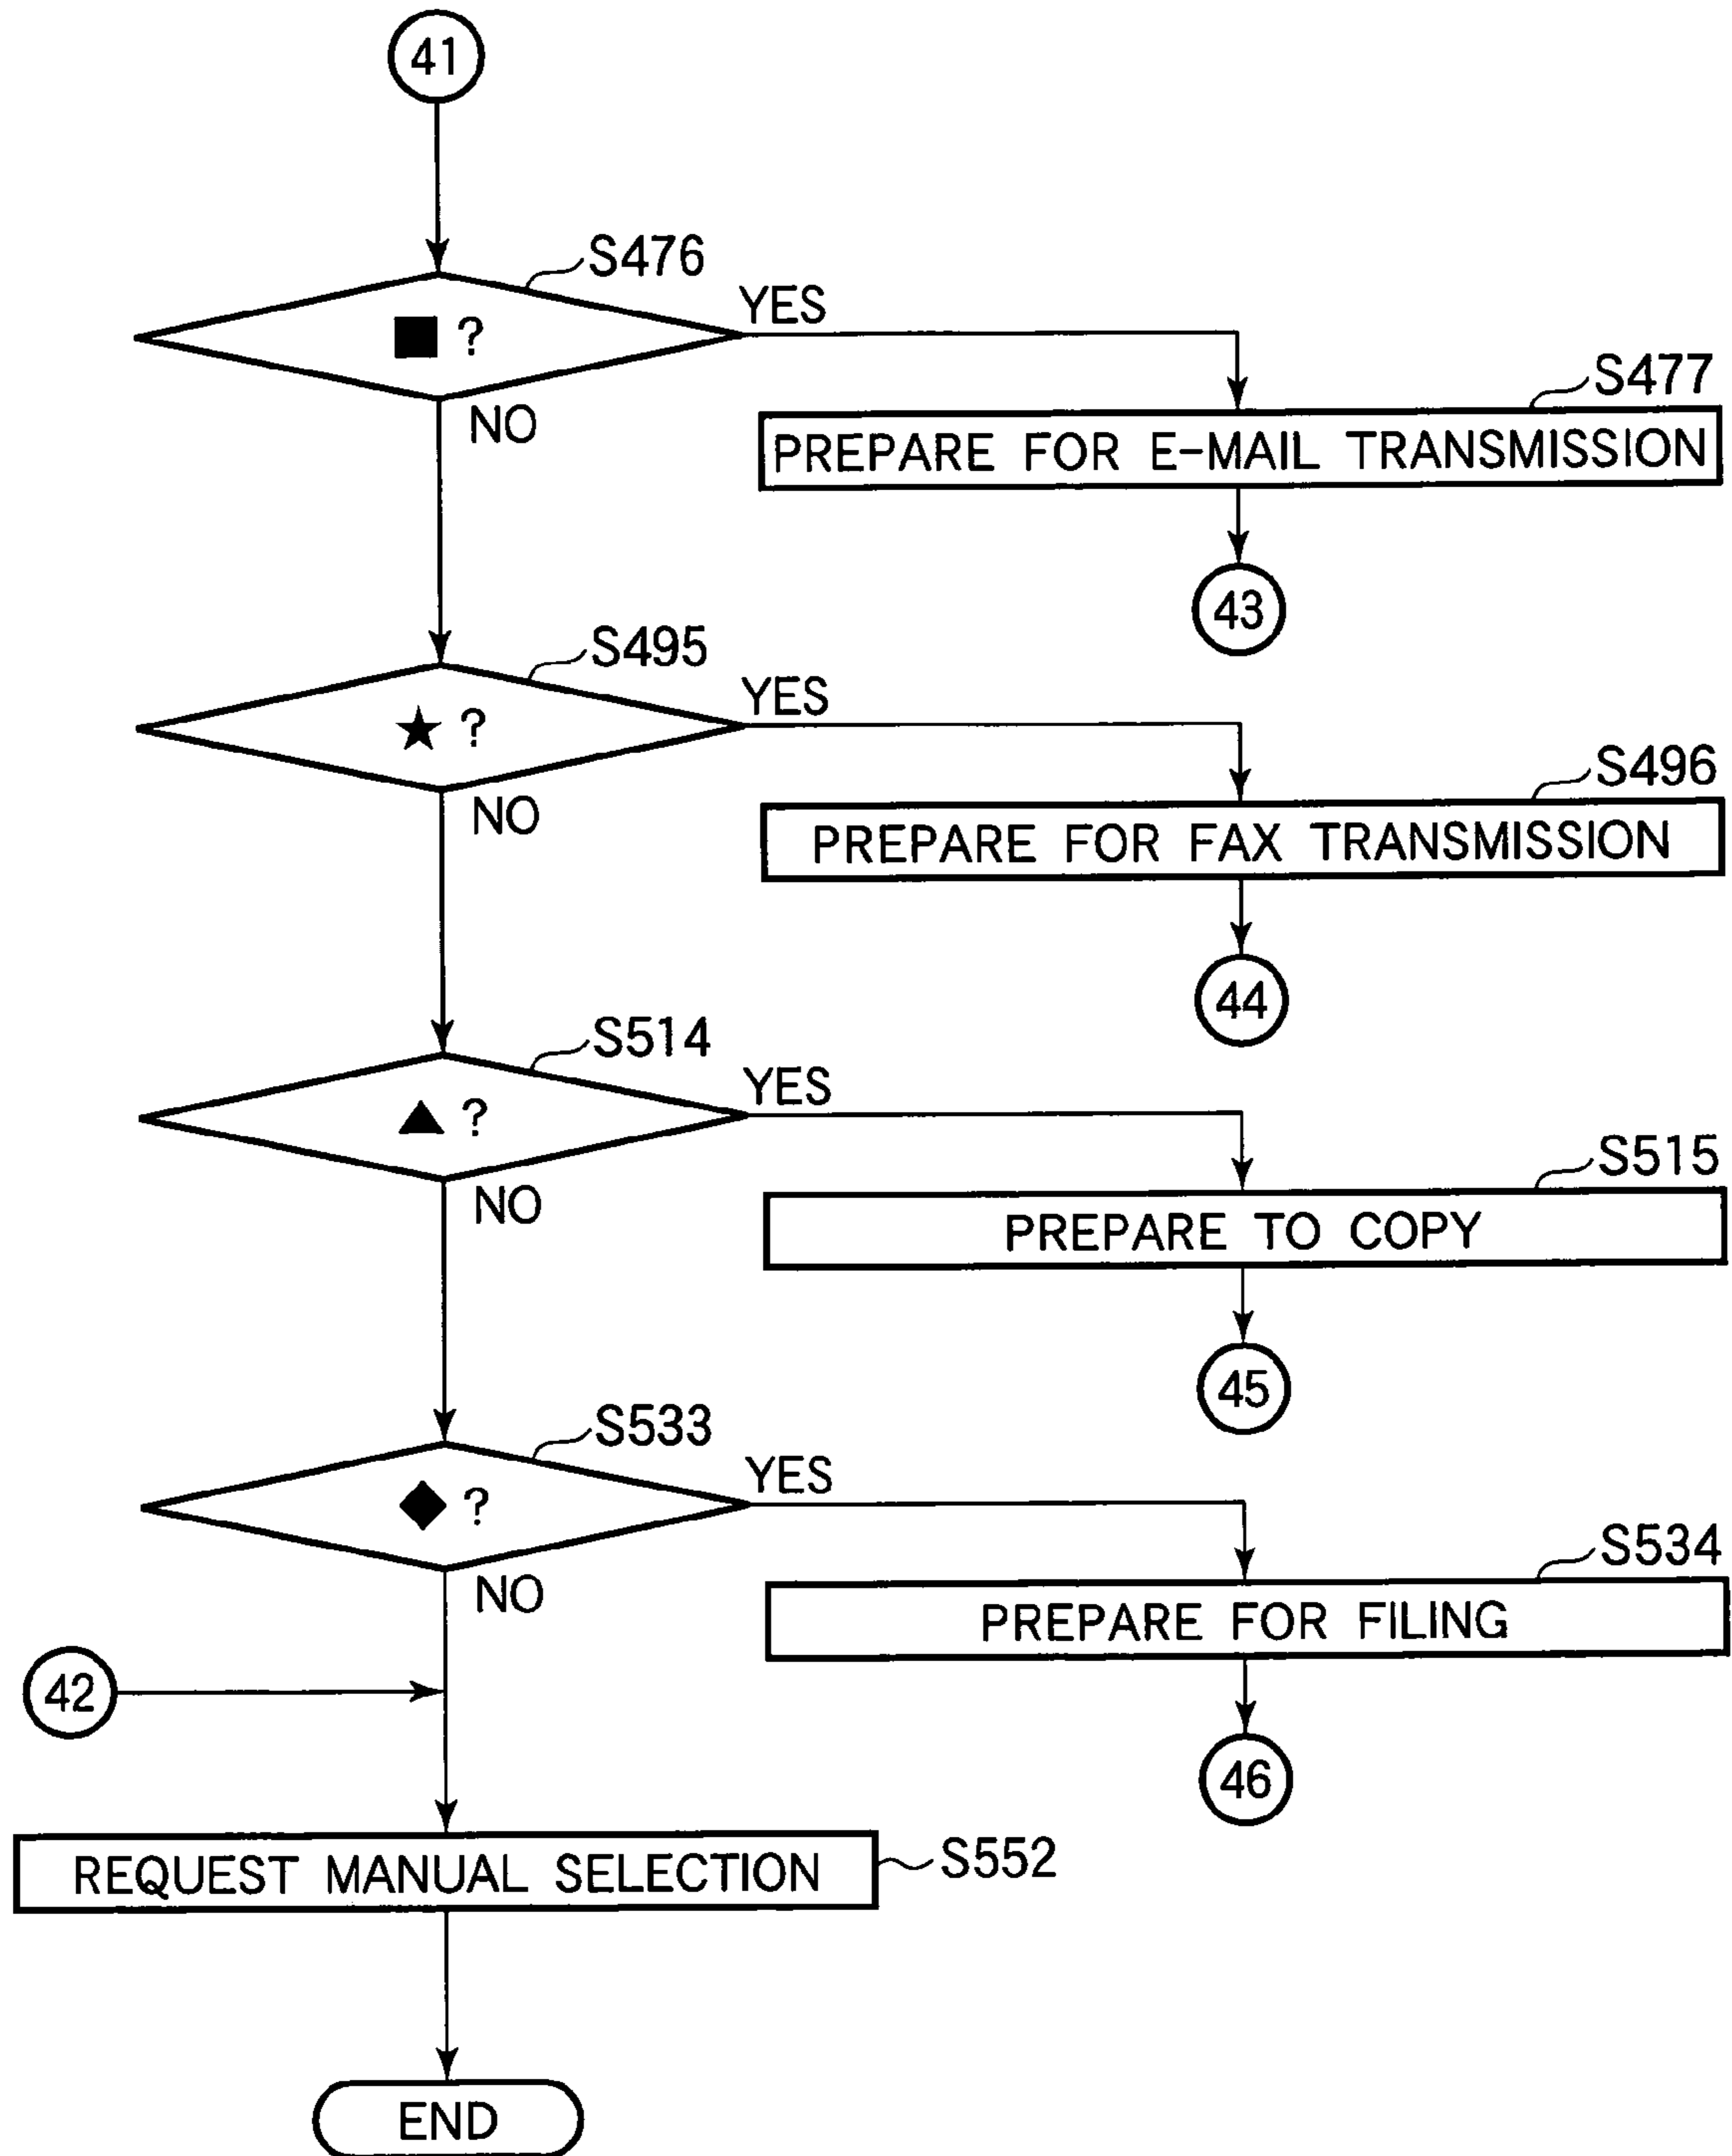 41
S476
■ ?
YES
NO
S477
PREPARE FOR E-MAIL TRANSMISSION
43
S495
★ ?
YES
NO
S496
PREPARE FOR FAX TRANSMISSION
44
S514
▲ ?
YES
NO
S515
PREPARE TO COPY
45
S533
◆ ?
YES
NO
S534
PREPARE FOR FILING
42
46
REQUEST MANUAL SELECTION
S552
END